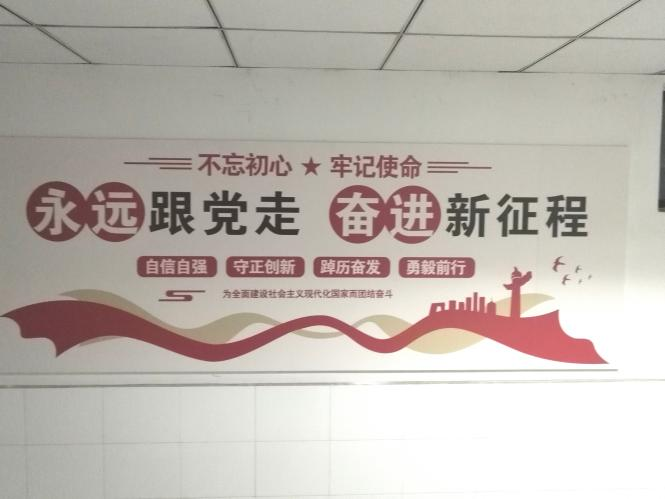 不忘初心★牢记使命
永远跟党走 奋进新征程
自信自强 守正创新 踔厉奋发 勇毅前行
为全面建设社会主义现代化国家而团结奋斗